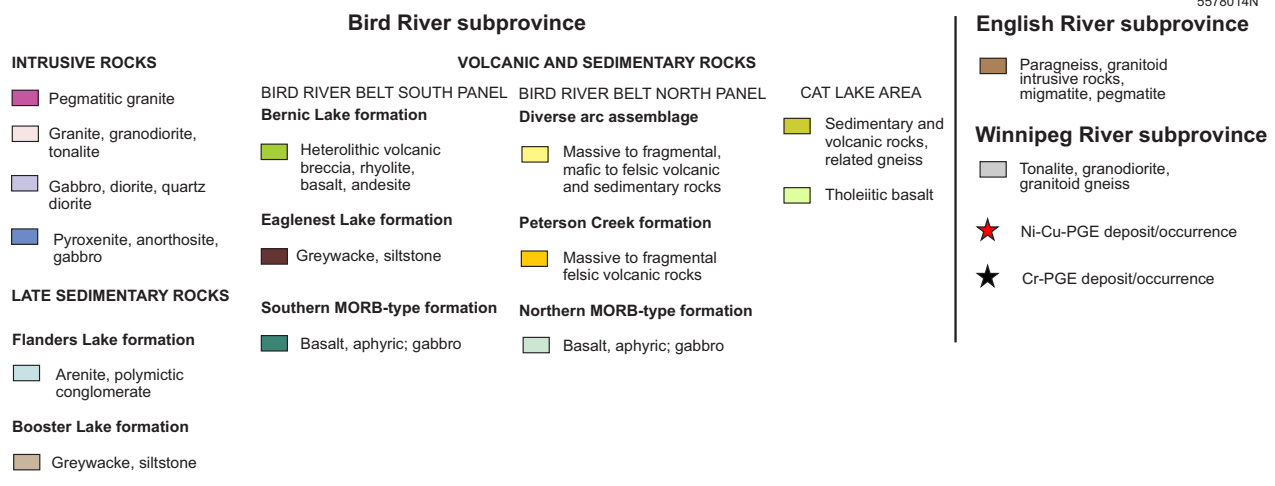 5578014N
Bird River subprovince
INTRUSIVE ROCKS
Pegmatitic granite
Granite, granodiorite,
tonalite
Gabbro, diorite, quartz
diorite
Pyroxenite, anorthosite,
gabbro
LATE SEDIMENTARY ROCKS
Flanders Lake formation
Arenite, polymictic
conglomerate
Booster Lake formation
Greywacke, siltstone
VOLCANIC AND SEDIMENTARY ROCKS
BIRD RIVER BELT SOUTH PANEL
Bernic Lake formation
Heterolithic volcanic
breccia, rhyolite,
basalt, andesite
Eaglenest Lake formation
Greywacke, siltstone
Southern MORB-type formation
Basalt, aphyric; gabbro
BIRD RIVER BELT NORTH PANEL
Diverse arc assemblage
Massive to fragmental,
mafic to felsic volcanic
and sedimentary rocks
Peterson Creek formation
Massive to fragmental
felsic volcanic rocks
Northern MORB-type formation
Basalt, aphyric; gabbro
CAT LAKE AREA
Sedimentary and
volcanic rocks,
related gneiss
Tholeiitic basalt
English River subprovince
Paragneiss, granitoid
intrusive rocks,
migmatite, pegmatite
Winnipeg River subprovince
Tonalite, granodiorite,
granitoid gneiss
Ni-Cu-PGE deposit/occurrence
Cr-PGE deposit/occurrence